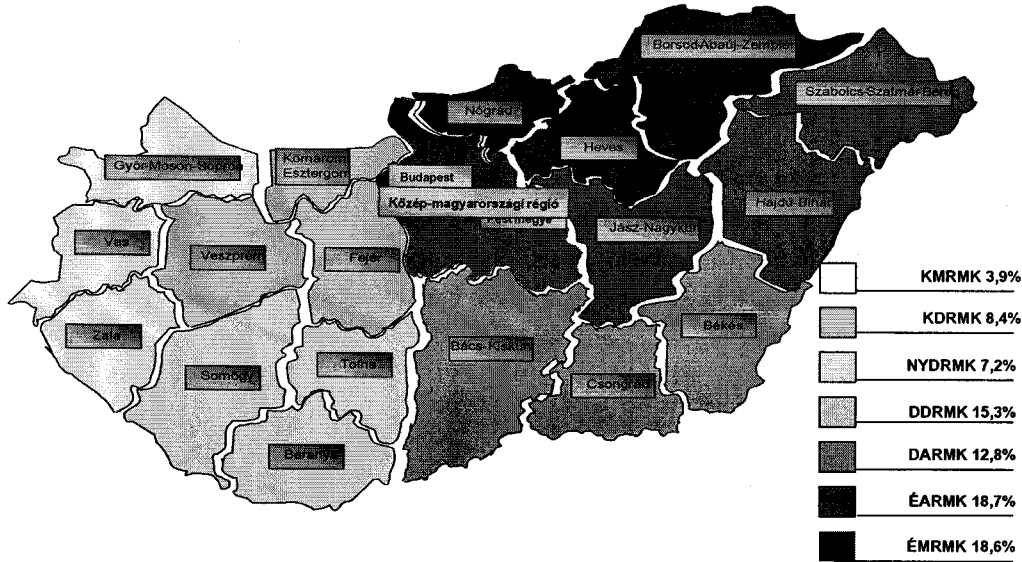 Borsod-Abaúj-Zemplén
Szabolcs-Szatmár-Bereg
Nógrád
Heves
Győr-Moson-Sopron
Komárom
Esztergom
Budapest
Közép-magyarországi régió
Pest megye
Hajdú-Bihar
Jász-Nagykun
Vas
Veszprém
Fejér
Zala
Somogy
Tolna
Bács-Kiskun
Békés
Csongrád
Baranya
KMRMK 3,9%
KDRMK 8,4%
NYDRMK 7,2%
DDRMK 15,3%
DARMK 12,8%
ÉARMK 18,7%
ÉMRMK 18,6%